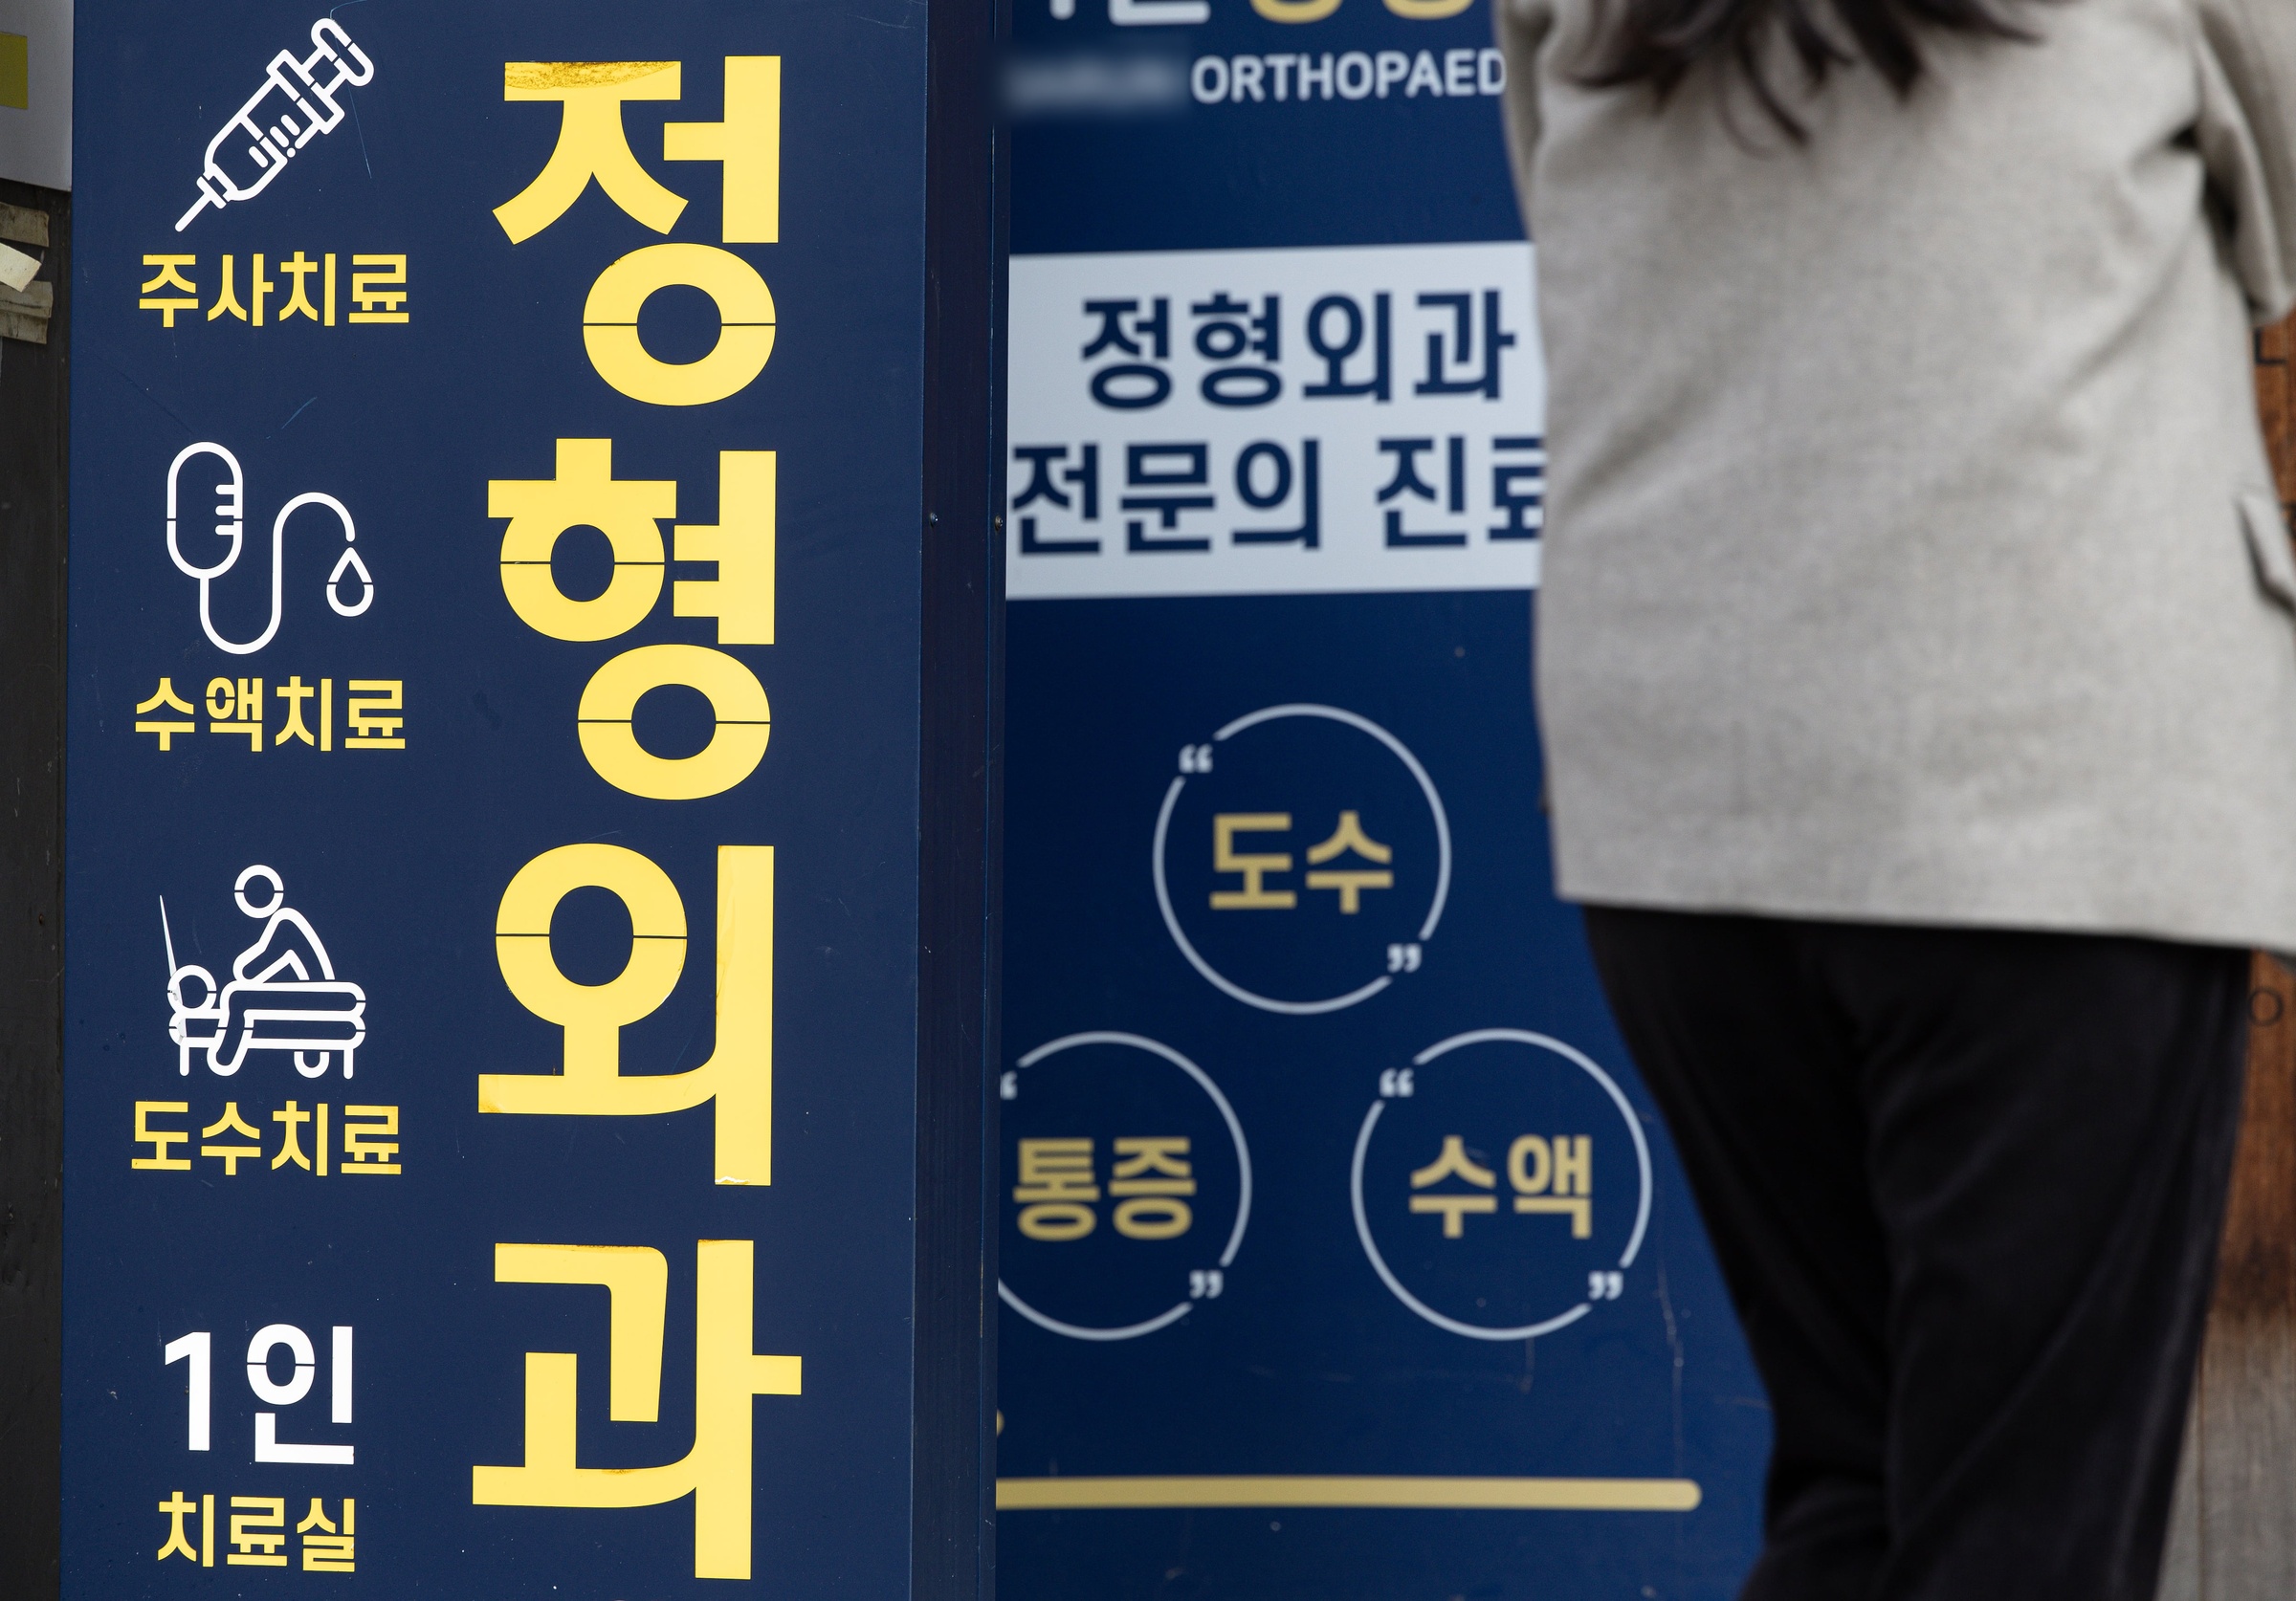 정형외과
주사치료
수액치료
도수치료
1인
치료실
ORTHOPAED
정형외과
전문의 진료
“도수”
“통증”
“수액”